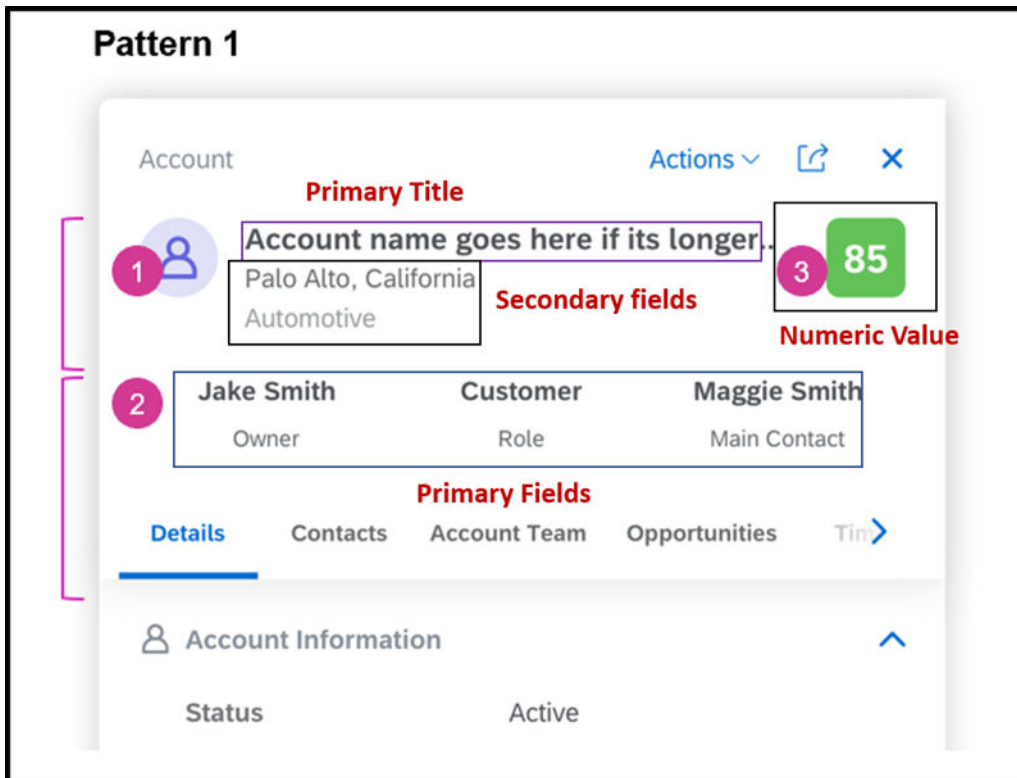 Pattern 1
Account Actions
Primary Title
Account name goes here if its longer..
1 Palo Alto, California 3 85
Secondary fields
Automotive
Numeric Value
2 Jake Smith Customer Maggie Smith
Owner Role Main Contact
Primary Fields
Details Contacts Account Team Opportunities Tim
Account Information
Status Active